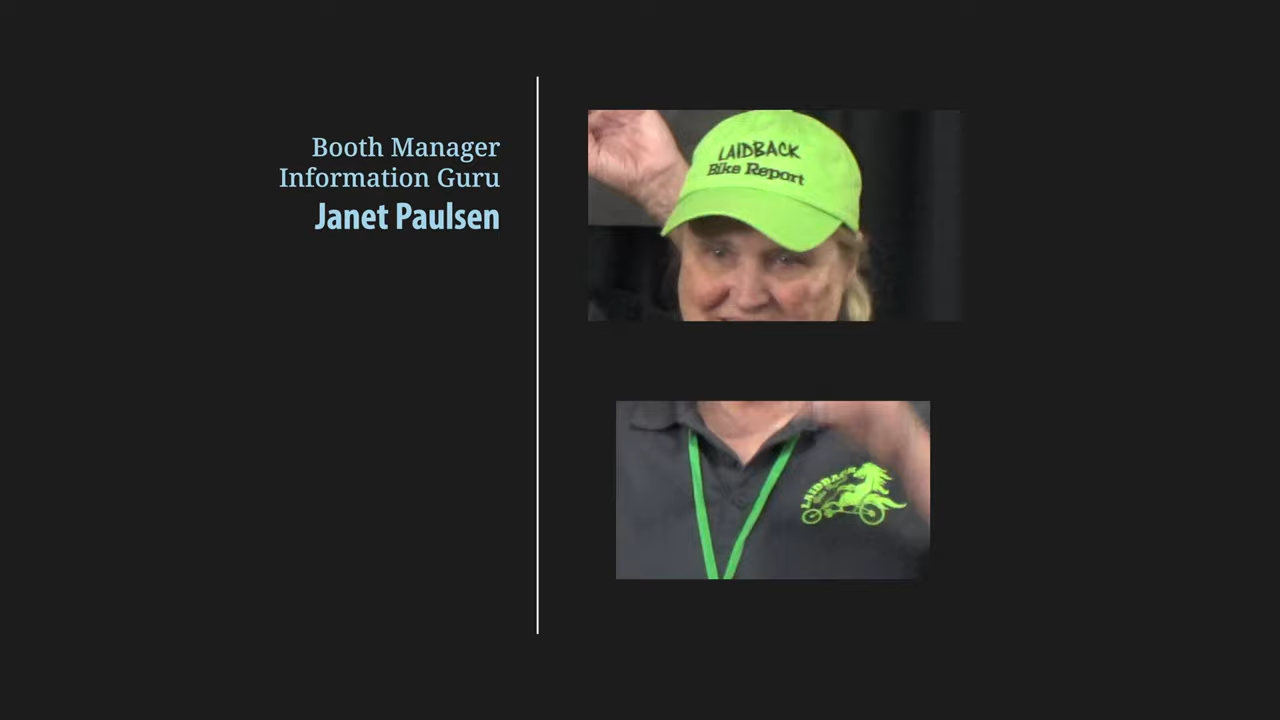 Booth Manager
Information Guru
Janet Paulsen
LAIDBACK
Bike Report
LAIDBACK